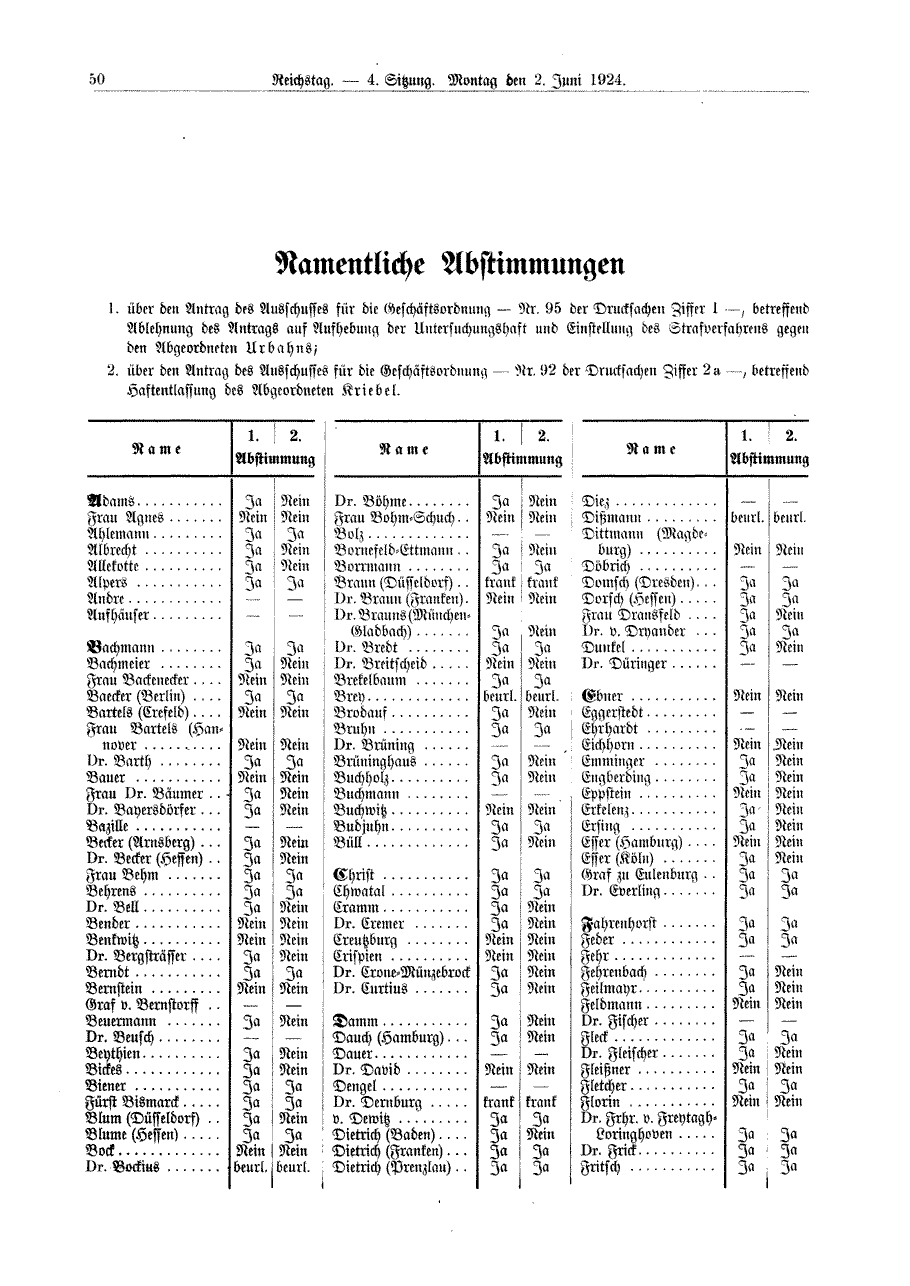 50 Reichstag. — 4. Sitzung. Montag den 2. Juni 1924.
Namentliche Abstimmungen
1. über den Antrag des Ausschusses für die Geschäftsordnung — Nr. 95 der Drucksachen Ziffer 1 —, betreffend
Ablehnung des Antrags auf Aufhebung der Untersuchungshaft und Einstellung des Strafverfahrens gegen
den Abgeordneten Urbahns;
2. über den Antrag des Ausschusses für die Geschäftsordnung — Nr. 92 der Drucksachen Ziffer 2a —, betreffend
Haftentlassung des Abgeordneten Kriebel.
Name 1. 2.
Abstimmung
Adams Ja Nein
Frau Agnes Nein Nein
Ahlemann Ja Ja
Albrecht Ja Nein
Allekotte Ja Nein
Alpers Ja Ja
Andre — —
Aufhäuser — —
Bachmann Ja Ja
Bachmeier Ja Nein
Frau Backenecker Nein Nein
Baecker (Berlin) Ja Ja
Bartels (Crefeld) Nein Nein
Frau Bartels (Han-
nover Nein Nein
Dr. Barth Ja Ja
Bauer Nein Nein
Frau Dr. Bäumer Ja Nein
Dr. Bayersdörfer Ja Nein
Bazille — —
Becker (Arnsberg) Ja Nein
Dr. Becker (Hessen) Ja Nein
Frau Behm Ja Ja
Behrens Ja Ja
Dr. Bell Ja Nein
Bender Nein Nein
Benkwitz Nein Nein
Dr. Bergsträsser Ja Nein
Berndt Ja Ja
Bernstein Nein Nein
Graf v. Bernstorff — —
Beuermann Ja Nein
Dr. Beusch — —
Beythien Ja Nein
Bickes Ja Nein
Biener Ja Ja
Fürst Bismarck Ja Ja
Blum (Düsseldorf) Ja Nein
Blume (Hessen) Ja Ja
Bock Nein Nein
Dr. Bockius beurl. beurl.
Name 1. 2.
Abstimmung
Dr. Böhme Ja Nein
Frau Bohm-Schuch Nein Nein
Bolz — —
Bornefeld-Ettmann Ja Nein
Borrmann Ja Ja
Braun (Düsseldorf) krank krank
Dr. Braun (Franken) Nein Nein
Dr. Brauns (München-
Gladbach) Ja Nein
Dr. Bredt Ja Ja
Dr. Breitscheid Nein Nein
Brekelbaum Ja Ja
Brey beurl. beurl.
Brodauf Ja Nein
Bruhn Ja Ja
Dr. Brüning — —
Brüninghaus Ja Nein
Buchholz Ja Nein
Buchmann — —
Buchwitz Nein Nein
Budjuhn Ja Ja
Büll Ja Nein
Christ Ja Ja
Chwatal Ja Ja
Cramm Ja Nein
Dr. Cremer Ja Nein
Creutzburg Nein Nein
Crispien Nein Nein
Dr. Crone-Münzebrock Ja Nein
Dr. Curtius Ja Nein
Damm Ja Nein
Dauch (Hamburg) Ja Nein
Dauer — —
Dr. David Nein Nein
Dengel — —
Dr. Dernburg krank krank
v. Dewitz Ja Ja
Dietrich (Baden) Ja Nein
Dietrich (Franken) Ja Ja
Dietrich (Prenzlau) Ja Ja
Name 1. 2.
Abstimmung
Diez — —
Dißmann beurl. beurl.
Dittmann (Magde-
burg) Nein Nein
Döbrich — —
Domsch (Dresden) Ja Ja
Dorsch (Hessen) Ja Ja
Frau Dransfeld Ja Nein
Dr. v. Dryander Ja Ja
Dunkel Ja Nein
Dr. Düringer — —
Ebner Nein Nein
Eggerstedt — —
Ehrhardt — —
Eichhorn Nein Nein
Emminger Ja Nein
Engberding Ja Nein
Eppstein Nein Nein
Erkelenz Ja Nein
Ersing Ja Nein
Esser (Hamburg) Nein Nein
Esser (Köln) Ja Nein
Graf zu Eulenburg Ja Ja
Dr. Everling Ja Ja
Fahrenhorst Ja Ja
Feder Ja Ja
Fehr — —
Fehrenbach Ja Nein
Feilmayr Ja Nein
Feldmann Nein Nein
Dr. Fischer — —
Fleck Ja Ja
Dr. Fleischer Ja Nein
Fleißner Nein Nein
Fletcher Ja Ja
Florin Nein Nein
Dr. Frhr. v. Freytagh-
Loringhoven Ja Ja
Dr. Frick Ja Ja
Fritsch Ja Ja